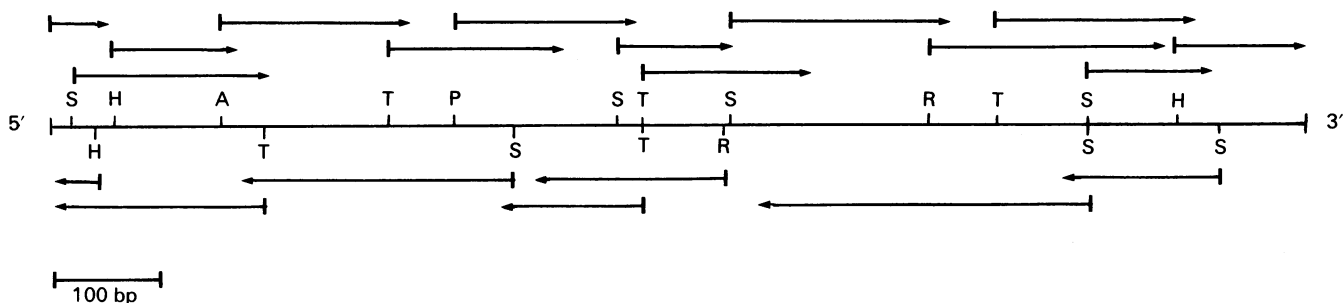 S H A T P S T S R T S H
5′ 3′
H T S T R S S
100 bp